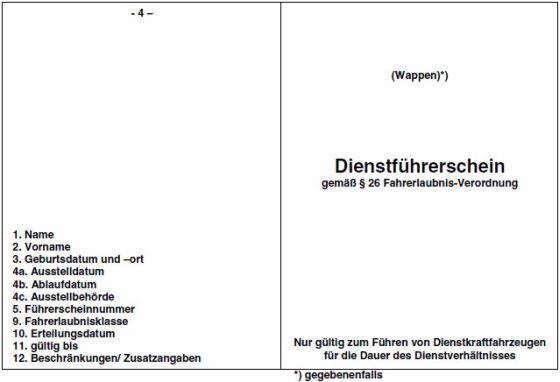 - 4 –
1. Name
2. Vorname
3. Geburtsdatum und –ort
4a. Ausstelldatum
4b. Ablaufdatum
4c. Ausstellbehörde
5. Führerscheinnummer
9. Fahrerlaubnisklasse
10. Erteilungsdatum
11. gültig bis
12. Beschränkungen/ Zusatzangaben
(Wappen)*)
Dienstführerschein
gemäß § 26 Fahrerlaubnis-Verordnung
Nur gültig zum Führen von Dienstkraftfahrzeugen
für die Dauer des Dienstverhältnisses
*) gegebenenfalls